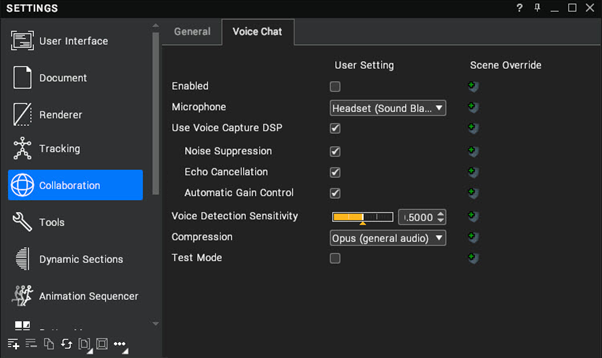 SETTINGS
?
User Interface
Document
Renderer
Tracking
Collaboration
Tools
Dynamic Sections
Animation Sequencer
General Voice Chat
User Setting Scene Override
Enabled
Microphone Headset (Sound Bla...
Use Voice Capture DSP
Noise Suppression
Echo Cancellation
Automatic Gain Control
Voice Detection Sensitivity .5000
Compression Opus (general audio)
Test Mode